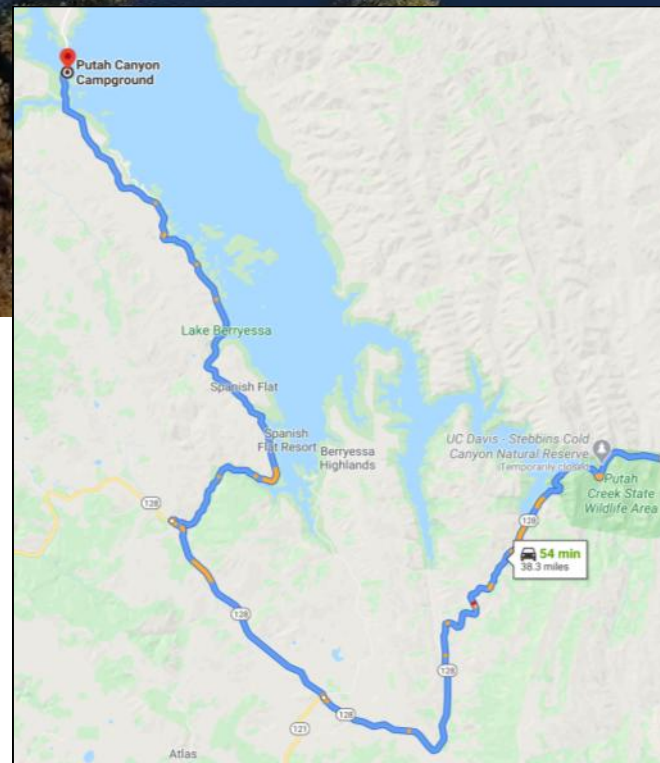 Putah Canyon
Campground
Lake Berryessa
Spanish Flat
Spanish
Flat Resort
Berryessa
Highlands
UC Davis - Stebbins Cold
Canyon Natural Reserve
Temporarily closed
Putah
Creek State
Wildlife Area
128
128
54 min
38.3 miles
128
128
128
121
Atlas